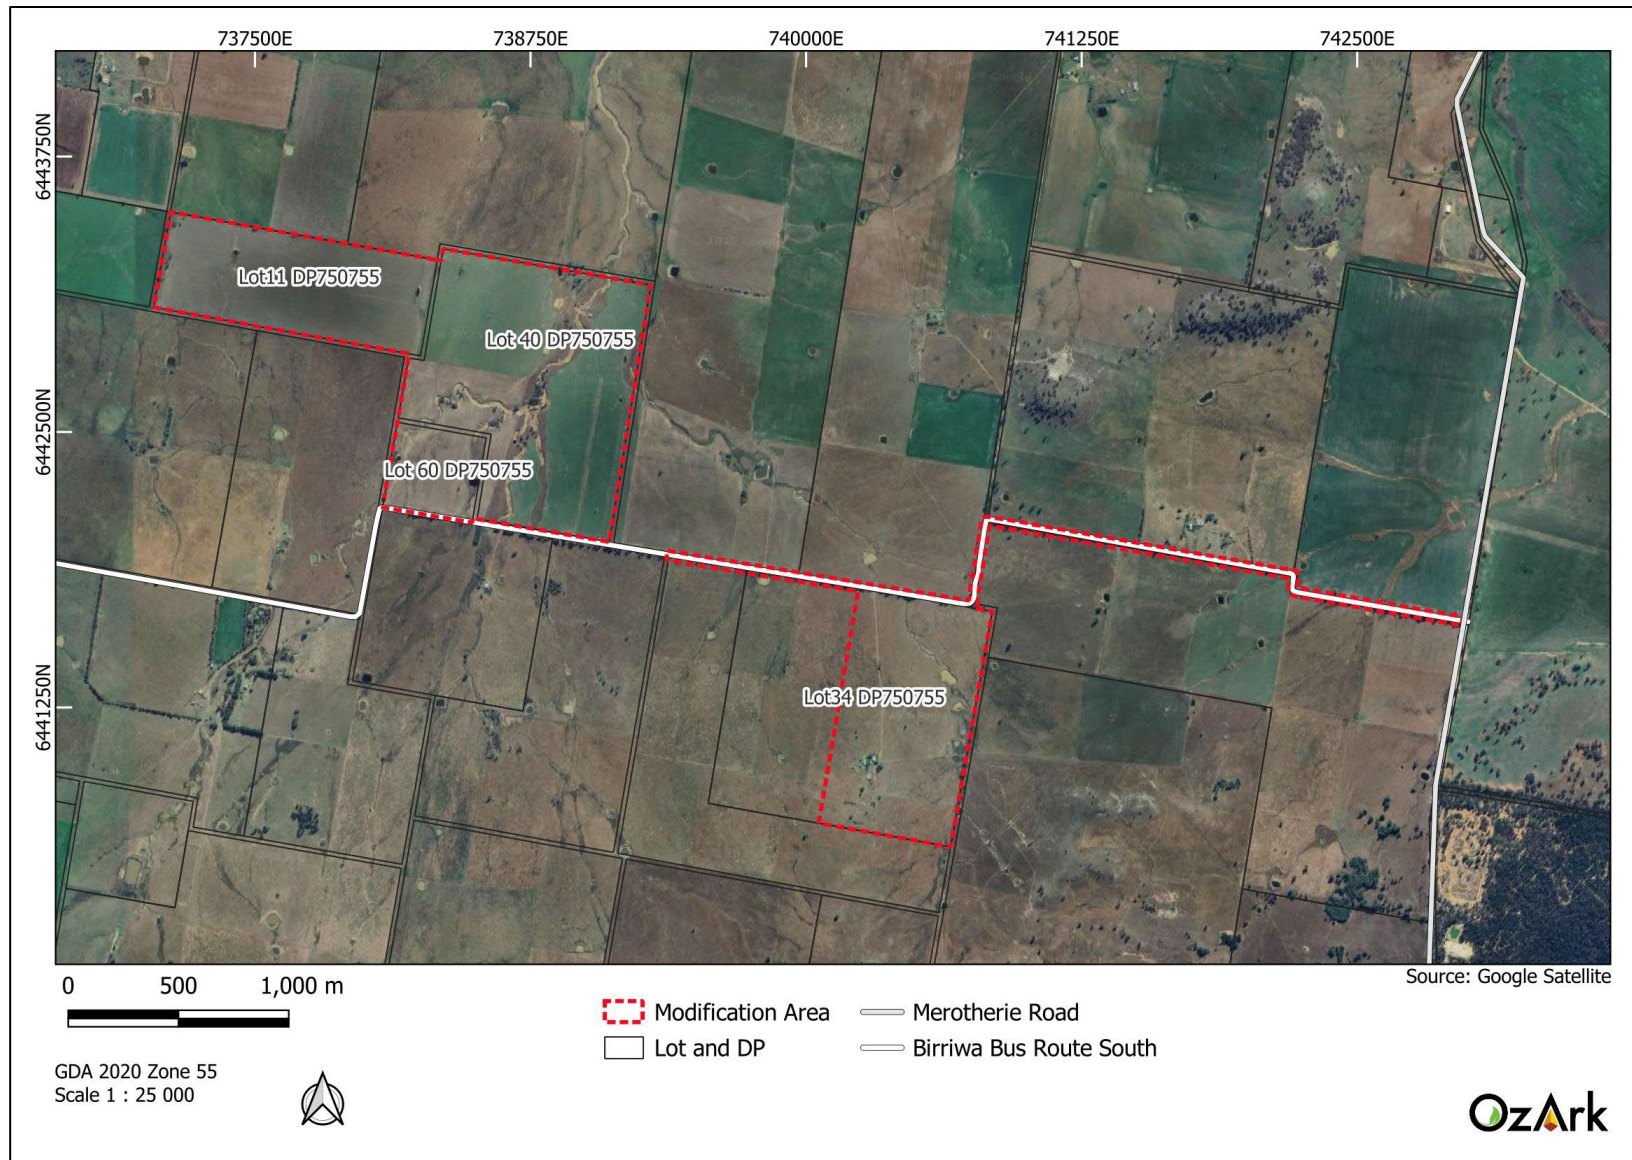 737500E
738750E
740000E
741250E
742500E
6443750N
6442500N
6441250N
Lot11 DP750755
Lot 40 DP750755
Lot 60 DP750755
Lot34 DP750755
Source: Google Satellite
0 500 1,000 m
Modification Area
Merotherie Road
Lot and DP
Birriwa Bus Route South
GDA 2020 Zone 55
Scale 1 : 25 000
OzArk